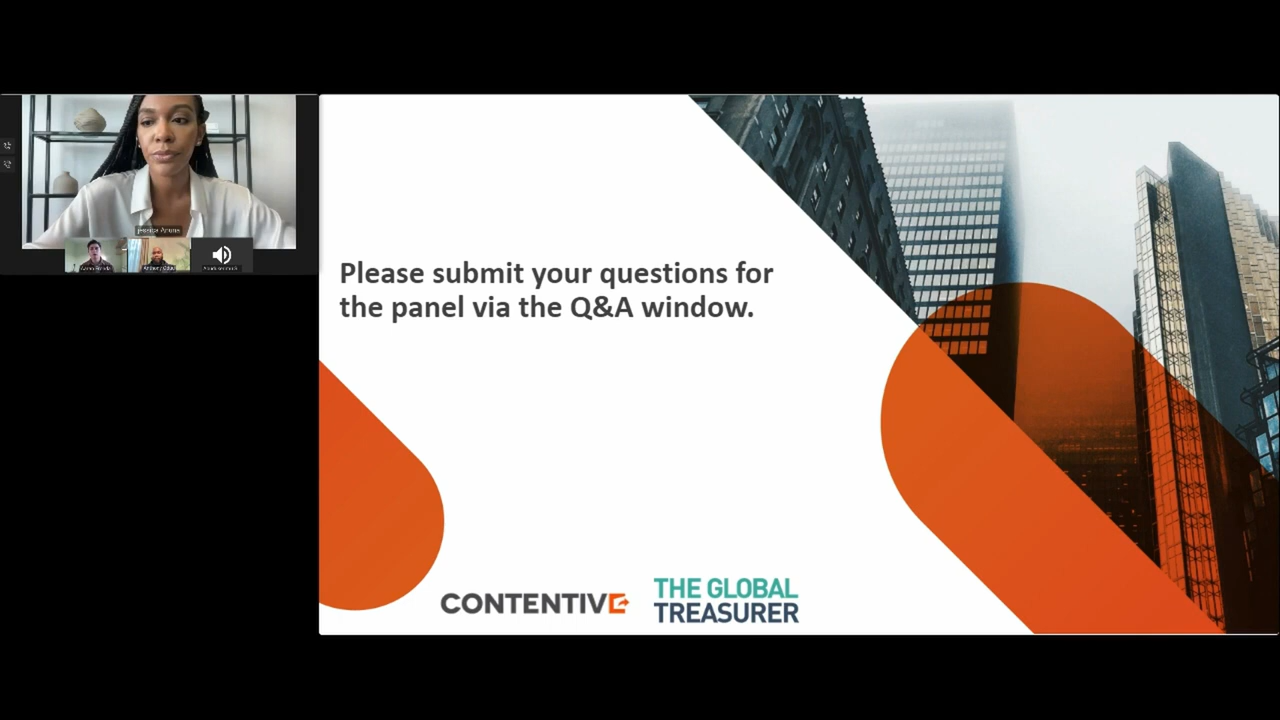 Please submit your questions for
the panel via the Q&A window.
CONTENTIVE
THE GLOBAL
TREASURER